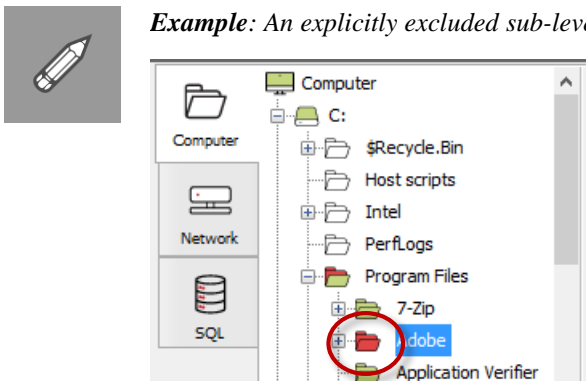 Example: An explicitly excluded sub-leve
Computer
C:
Computer
$Recycle.Bin
Host scripts
Intel
Network
PerfLogs
Program Files
7-Zip
SQL
Adobe
Application Verifier